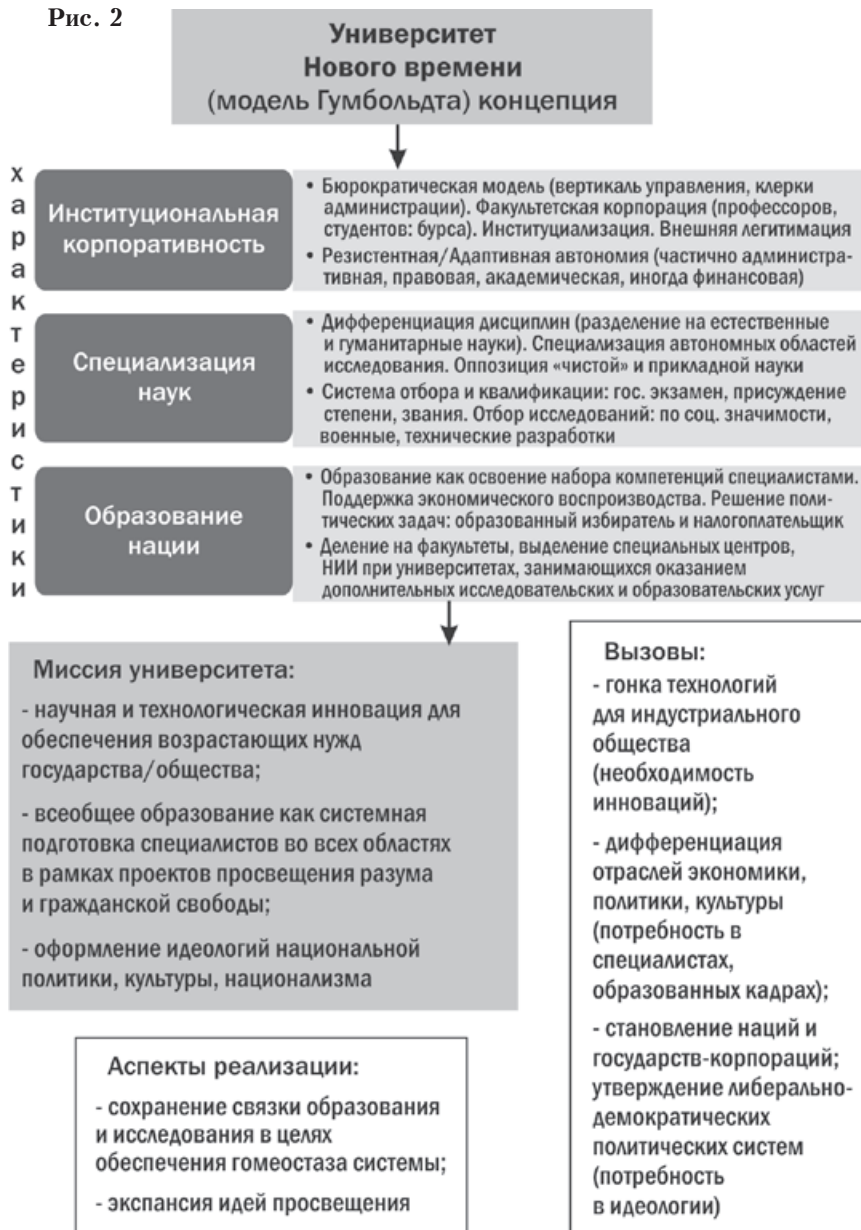 Рис. 2
Университет
Нового времени
(модель Гумбольдта) концепция
характеристики
Институциональная
корпоративность
• Бюрократическая модель (вертикаль управления, клерки
администрации). Факультетская корпорация (профессоров,
студентов: бурса). Институциализация. Внешняя легитимация
• Резистентная/Адаптивная автономия (частично администра-
тивная, правовая, академическая, иногда финансовая)
Специализация
наук
• Дифференциация дисциплин (разделение на естественные
и гуманитарные науки). Специализация автономных областей
исследования. Оппозиция «чистой» и прикладной науки
• Система отбора и квалификации: гос. экзамен, присуждение
степени, звания. Отбор исследований: по соц. значимости,
военные, технические разработки
Образование
нации
• Образование как освоение набора компетенций специалистами.
Поддержка экономического воспроизводства. Решение поли-
тических задач: образованный избиратель и налогоплательщик
• Деление на факультеты, выделение специальных центров,
НИИ при университетах, занимающихся оказанием
дополнительных исследовательских и образовательских услуг
Миссия университета:
- научная и технологическая инновация для
обеспечения возрастающих нужд
государства/общества;
- всеобщее образование как системная
подготовка специалистов во всех областях
в рамках проектов просвещения разума
и гражданской свободы;
- оформление идеологий национальной
политики, культуры, национализма
Аспекты реализации:
- сохранение связки образования
и исследования в целях
обеспечения гомеостаза системы;
- экспансия идей просвещения
Вызовы:
- гонка технологий
для индустриального
общества
(необходимость
инноваций);
- дифференциация
отраслей экономики,
политики, культуры
(потребность в
специалистах,
образованных кадрах);
- становление наций и
государств-корпораций;
утверждение либерально-
демократических
политических систем
(потребность
в идеологии)